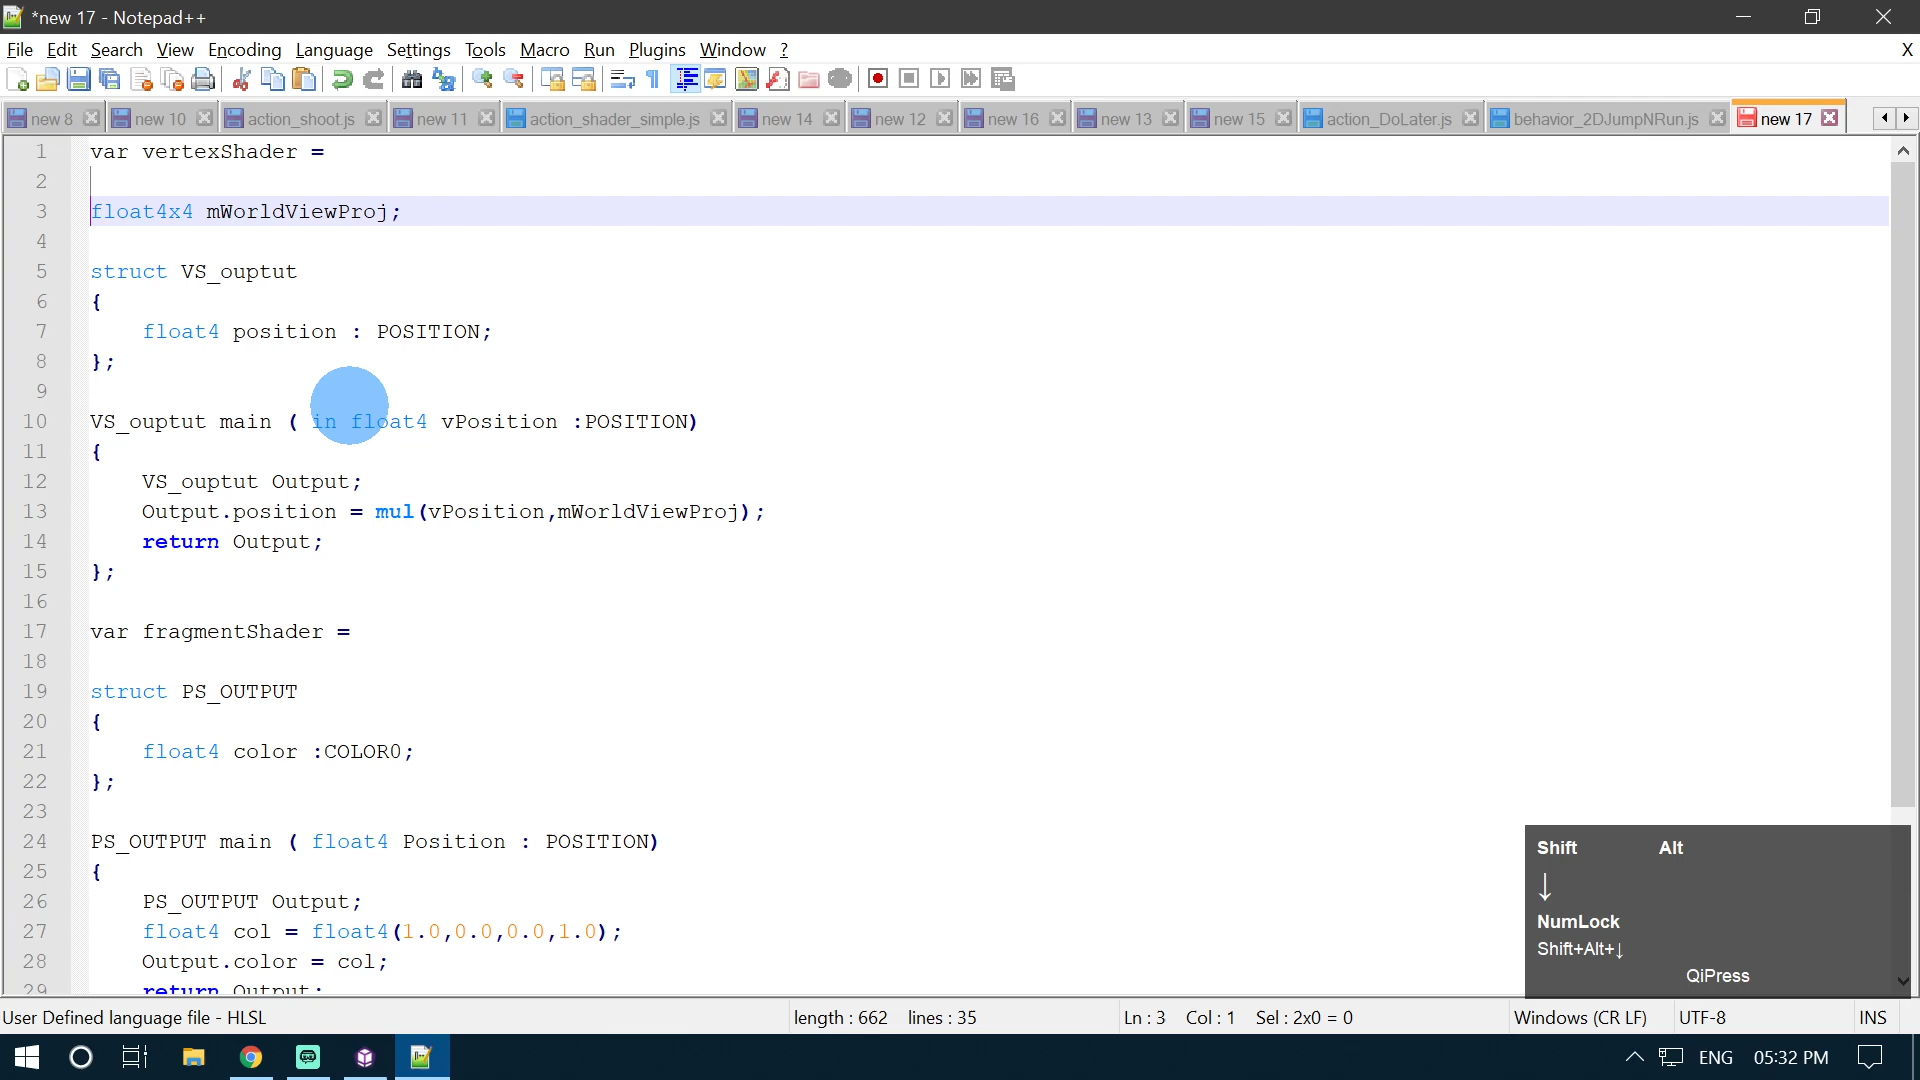 *new 17 - Notepad++
File Edit Search View Encoding Language Settings Tools Macro Run Plugins Window ? X
new 8 new 10 action_shoot.js new 11 action_shader_simple.js new 14 new 12 new 16 new 13 new 15 action_DoLater.js behavior_2DJumpNRun.js new 17
1 var vertexShader =
2
3 float4x4 mWorldViewProj;
4
5 struct VS_ouptut
6 {
7 float4 position : POSITION;
8 };
9
10 VS_ouptut main ( in float4 vPosition :POSITION)
11 {
12 VS_ouptut Output;
13 Output.position = mul(vPosition,mWorldViewProj);
14 return Output;
15 };
16
17 var fragmentShader =
18
19 struct PS_OUTPUT
20 {
21 float4 color :COLOR0;
22 };
23
24 PS_OUTPUT main ( float4 Position : POSITION)
25 {
26 PS_OUTPUT Output;
27 float4 col = float4(1.0,0.0,0.0,1.0);
28 Output.color = col;
29 return Output;
Shift Alt
↓
NumLock
Shift+Alt+↓
QiPress
User Defined language file - HLSL length : 662 lines : 35 Ln : 3 Col : 1 Sel : 2x0 = 0 Windows (CR LF) UTF-8 INS
ENG 05:32 PM